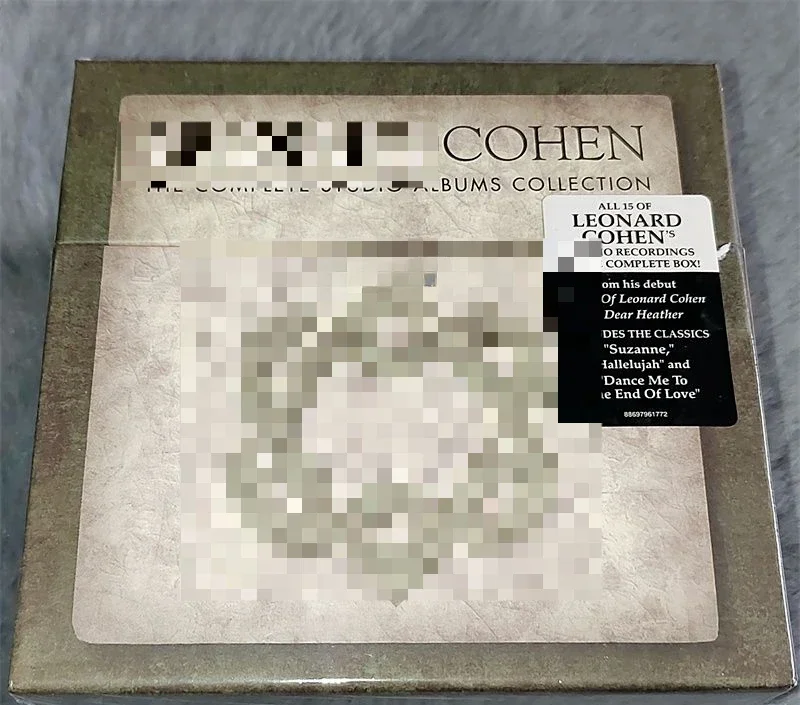 COHEN
THE COMPLETE STUDIO ALBUMS COLLECTION
ALL 15 OF
LEONARD
COHEN'S
RECORDINGS
COMPLETE BOX!
his debut
Of Leonard Cohen
Dear Heather
THE CLASSICS
"Suzanne,"
and
"Dance Me To
End Of Love"
88697961772